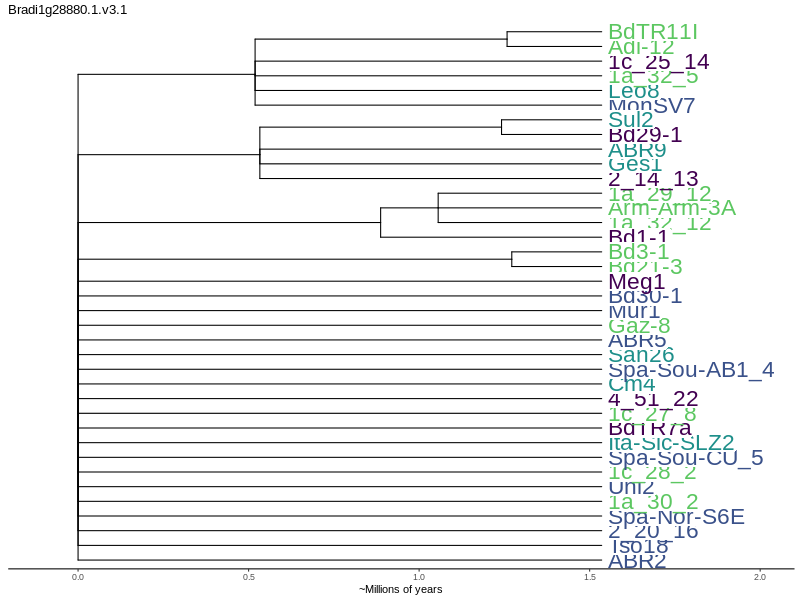 Bradi1g28880.1.v3.1
BdTR11I
Adi-12
1c_25_14
1a_32_5
Leo8
MonSV7
Sul2
Bd29-1
ABR9
Ges1
2_14_13
1a_29_12
Arm-Arm-3A
1a_32_12
Bd1-1
Bd3-1
Bd21-3
Meg1
Bd30-1
Mur1
Gaz-8
ABR5
San26
Spa-Sou-AB1_4
Cm4
4_51_22
1c_27_8
BdTR7a
Ita-Sic-SLZ2
Spa-Sou-CU_5
1c_28_2
Uni2
1a_30_2
Spa-Nor-S6E
2_20_16
Tso18
ABR2
0.0 0.5 1.0 1.5 2.0
~Millions of years